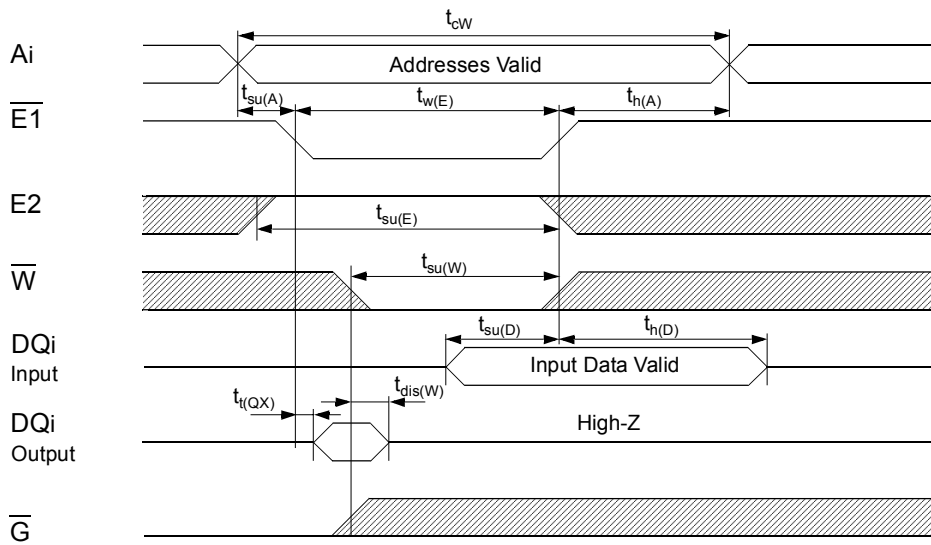 t_cW
Ai
Addresses Valid
t_su(A)
t_w(E)
t_h(A)
E̅1̅
E2
t_su(E)
W̅
t_su(W)
DQi
Input
t_su(D)
t_h(D)
Input Data Valid
t_t(QX)
t_dis(W)
DQi
Output
High-Z
G̅